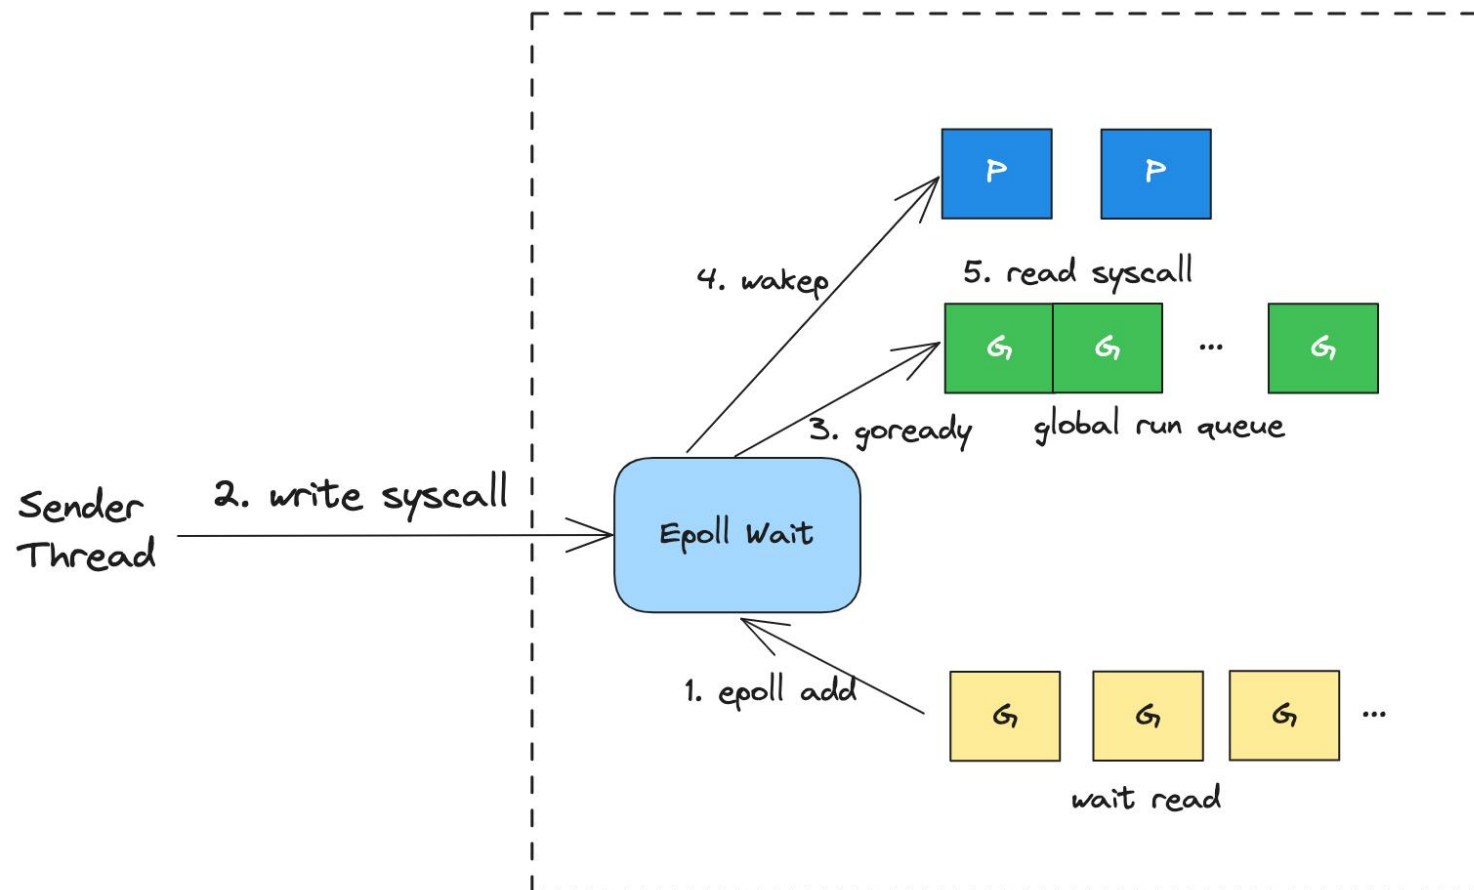 P
P
4. wakep
5. read syscall
G
G
...
G
3. goready
global run queue
Sender
Thread
2. write syscall
Epoll Wait
1. epoll add
G
G
G
...
wait read